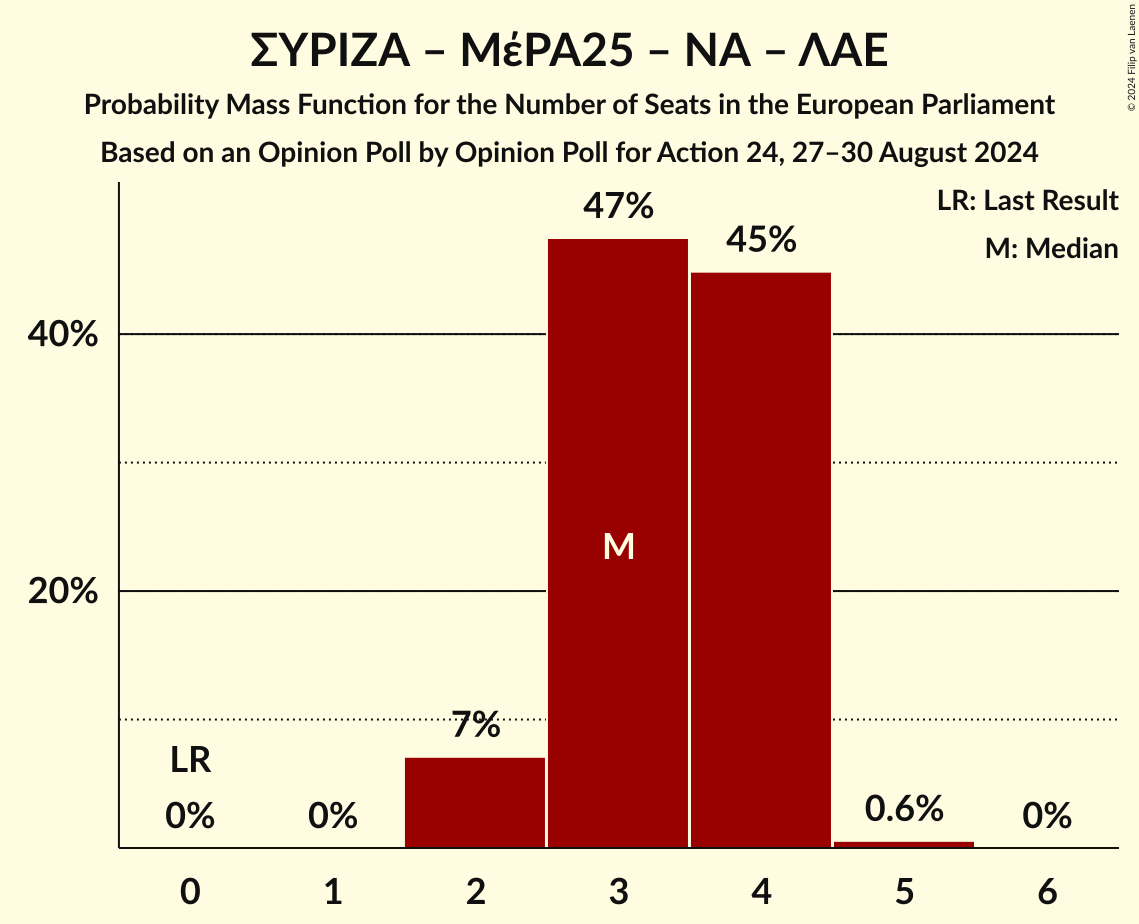 ΣΥΡΙΖΑ – ΜέΡΑ25 – ΝΑ – ΛΑΕ
Probability Mass Function for the Number of Seats in the European Parliament
Based on an Opinion Poll by Opinion Poll for Action 24, 27–30 August 2024
© 2024 Filip van Laenen
LR: Last Result
M: Median
47%
45%
40%
M
20%
7%
LR
0%
0%
0.6%
0%
0
1
2
3
4
5
6